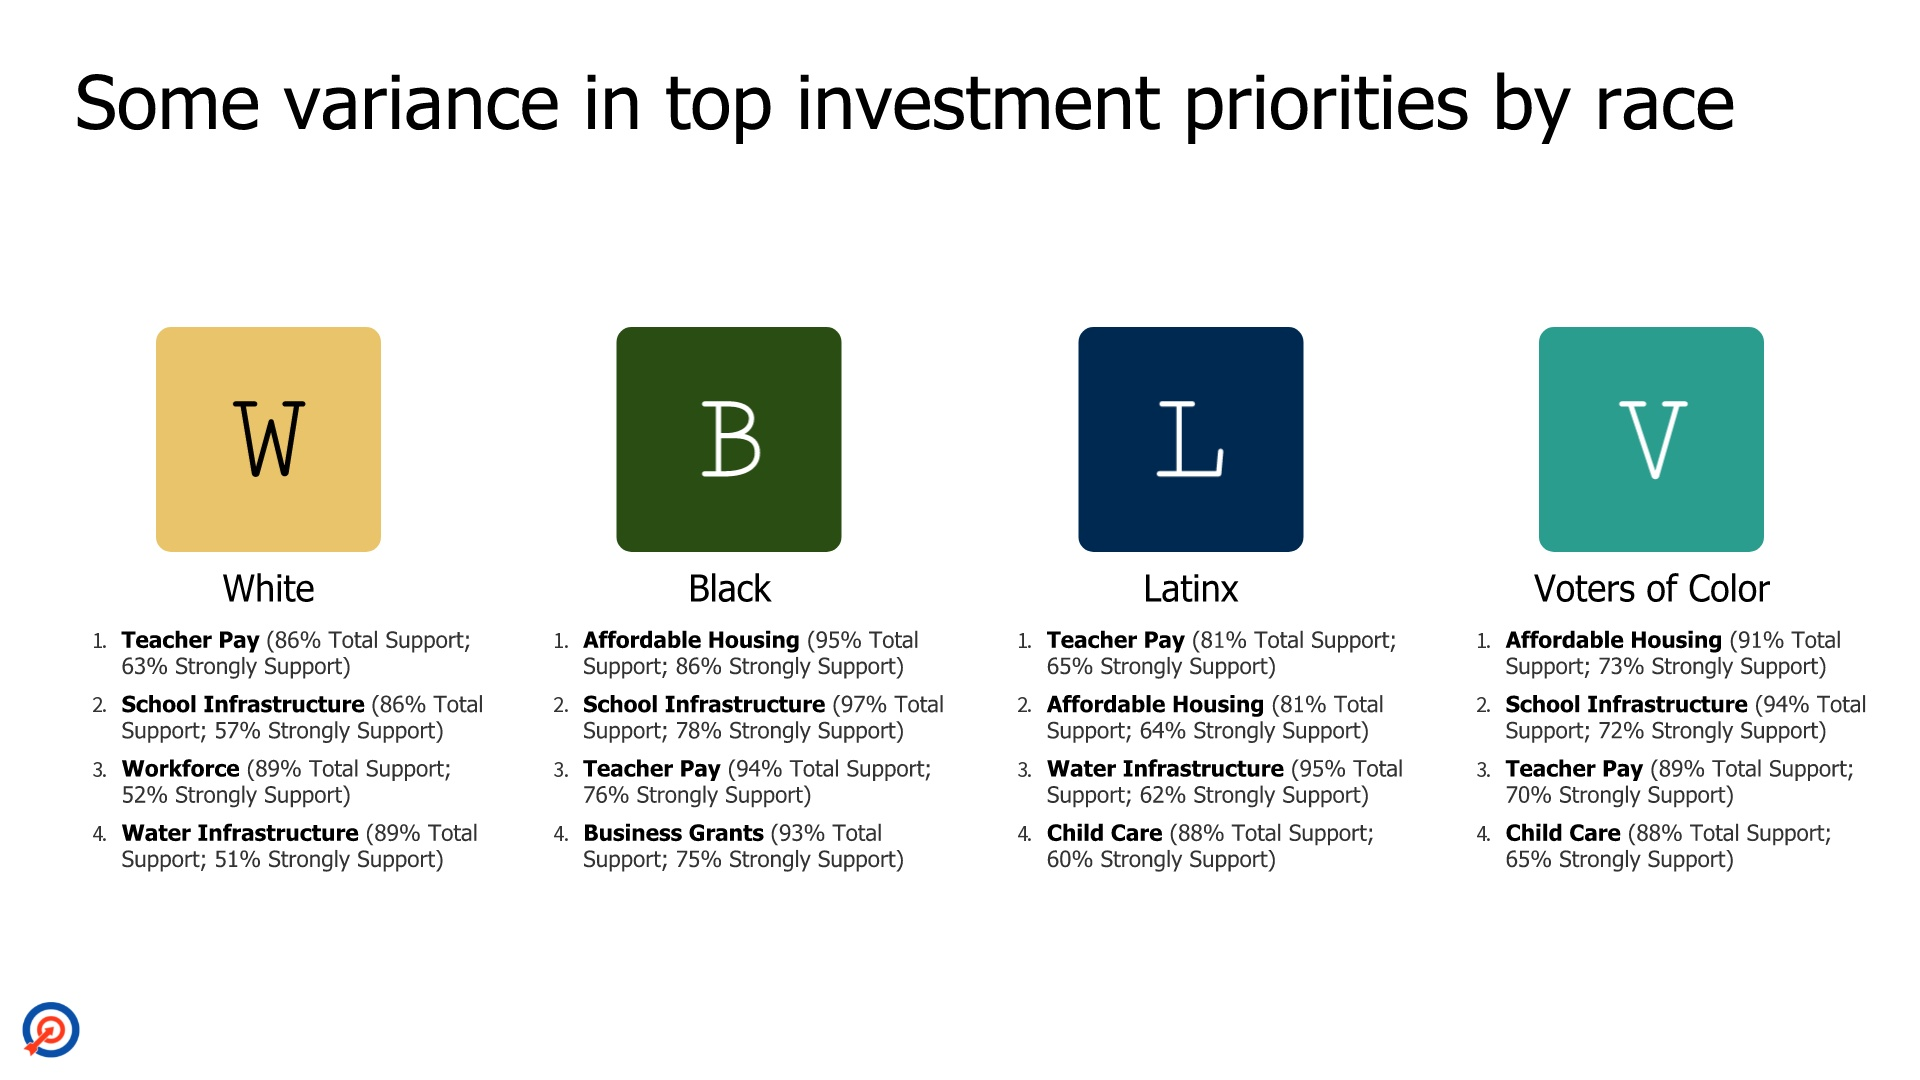 Some variance in top investment priorities by race
W
White
1. Teacher Pay (86% Total Support;
63% Strongly Support)
2. School Infrastructure (86% Total
Support; 57% Strongly Support)
3. Workforce (89% Total Support;
52% Strongly Support)
4. Water Infrastructure (89% Total
Support; 51% Strongly Support)
B
Black
1. Affordable Housing (95% Total
Support; 86% Strongly Support)
2. School Infrastructure (97% Total
Support; 78% Strongly Support)
3. Teacher Pay (94% Total Support;
76% Strongly Support)
4. Business Grants (93% Total
Support; 75% Strongly Support)
L
Latinx
1. Teacher Pay (81% Total Support;
65% Strongly Support)
2. Affordable Housing (81% Total
Support; 64% Strongly Support)
3. Water Infrastructure (95% Total
Support; 62% Strongly Support)
4. Child Care (88% Total Support;
60% Strongly Support)
V
Voters of Color
1. Affordable Housing (91% Total
Support; 73% Strongly Support)
2. School Infrastructure (94% Total
Support; 72% Strongly Support)
3. Teacher Pay (89% Total Support;
70% Strongly Support)
4. Child Care (88% Total Support;
65% Strongly Support)